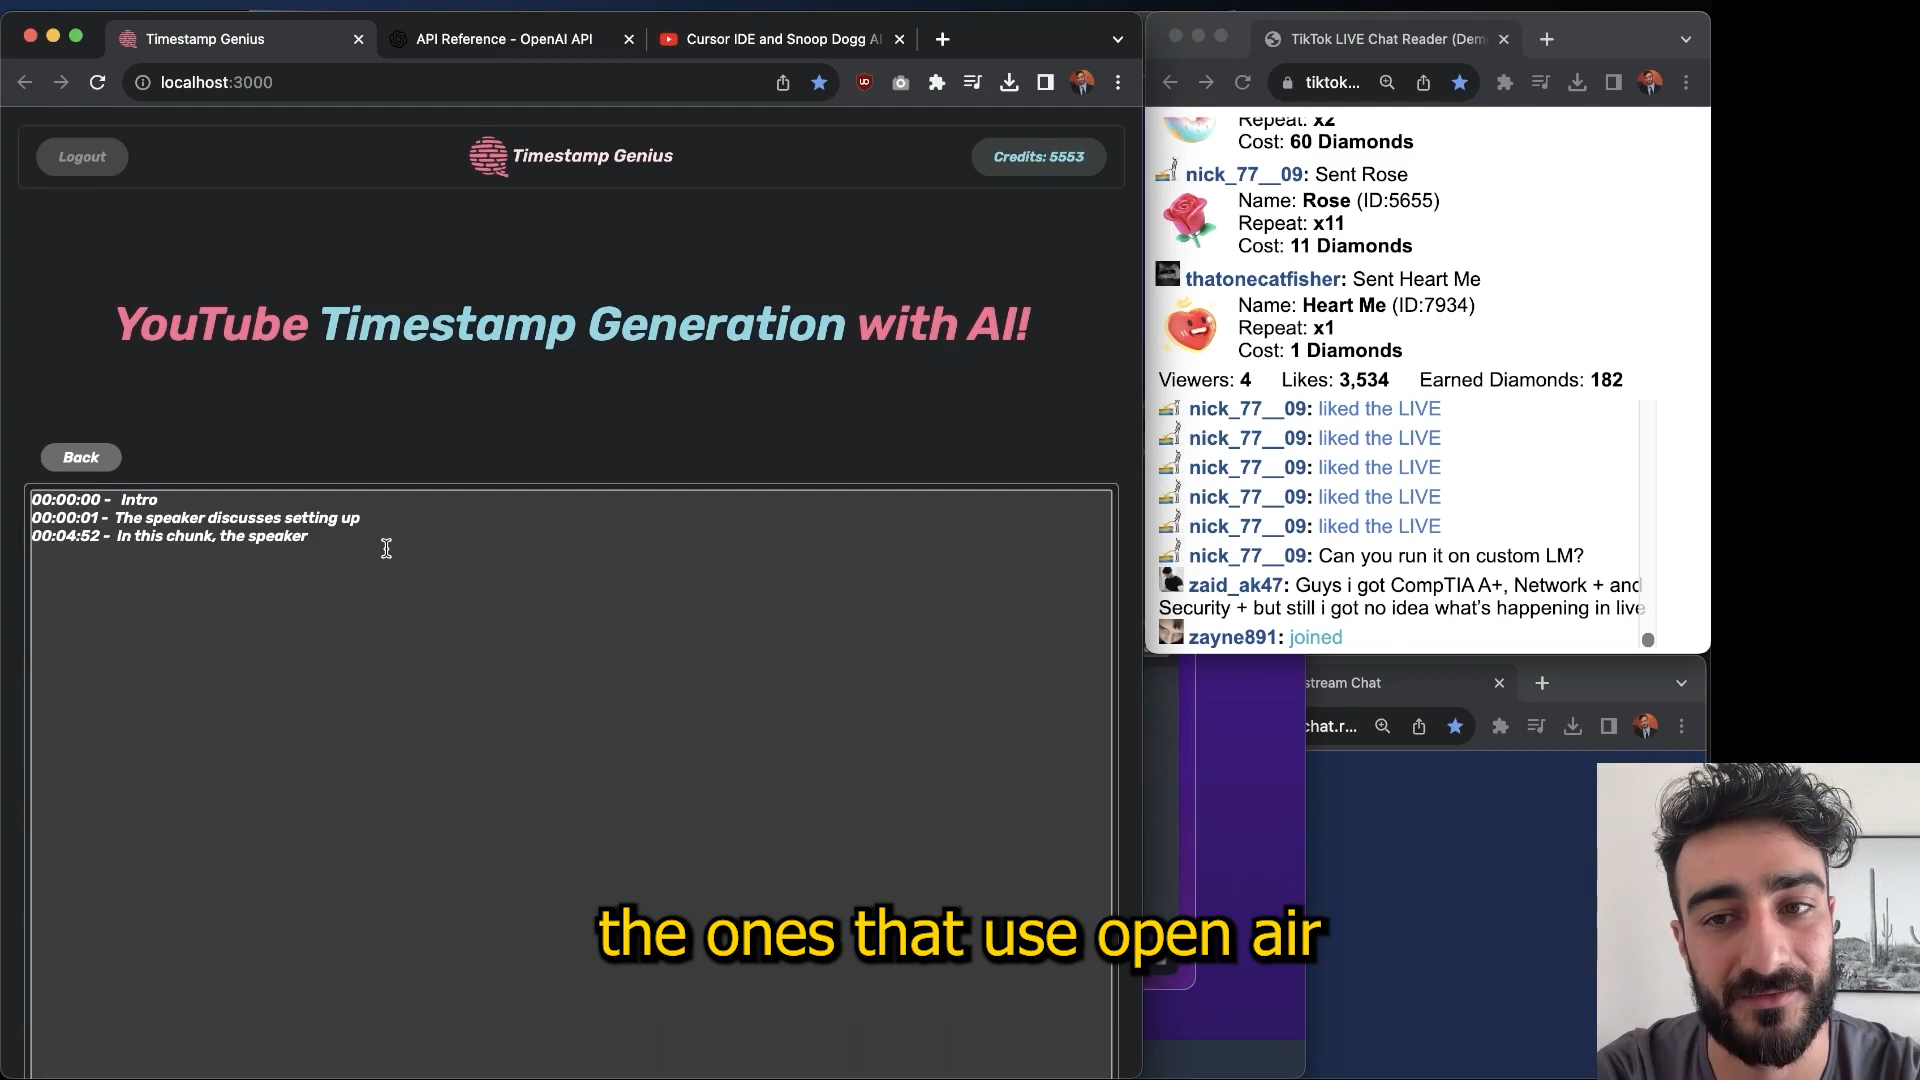 Timestamp Genius
API Reference - OpenAI API
Cursor IDE and Snoop Dogg AI
localhost:3000
Logout
Timestamp Genius
Credits: 5553
YouTube Timestamp Generation with AI!
Back
00:00:00 - Intro
00:00:01 - The speaker discusses setting up
00:04:52 - In this chunk, the speaker
TikTok LIVE Chat Reader (Dem
tiktok...
Repeat: x2
Cost: 60 Diamonds
nick_77__09: Sent Rose
Name: Rose (ID:5655)
Repeat: x11
Cost: 11 Diamonds
thatonecatfisher: Sent Heart Me
Name: Heart Me (ID:7934)
Repeat: x1
Cost: 1 Diamonds
Viewers: 4 Likes: 3,534 Earned Diamonds: 182
nick_77__09: liked the LIVE
nick_77__09: liked the LIVE
nick_77__09: liked the LIVE
nick_77__09: liked the LIVE
nick_77__09: liked the LIVE
nick_77__09: Can you run it on custom LM?
zaid_ak47: Guys i got CompTIA A+, Network + and
Security + but still i got no idea what's happening in live
zayne891: joined
stream Chat
chat.r...
the ones that use open air